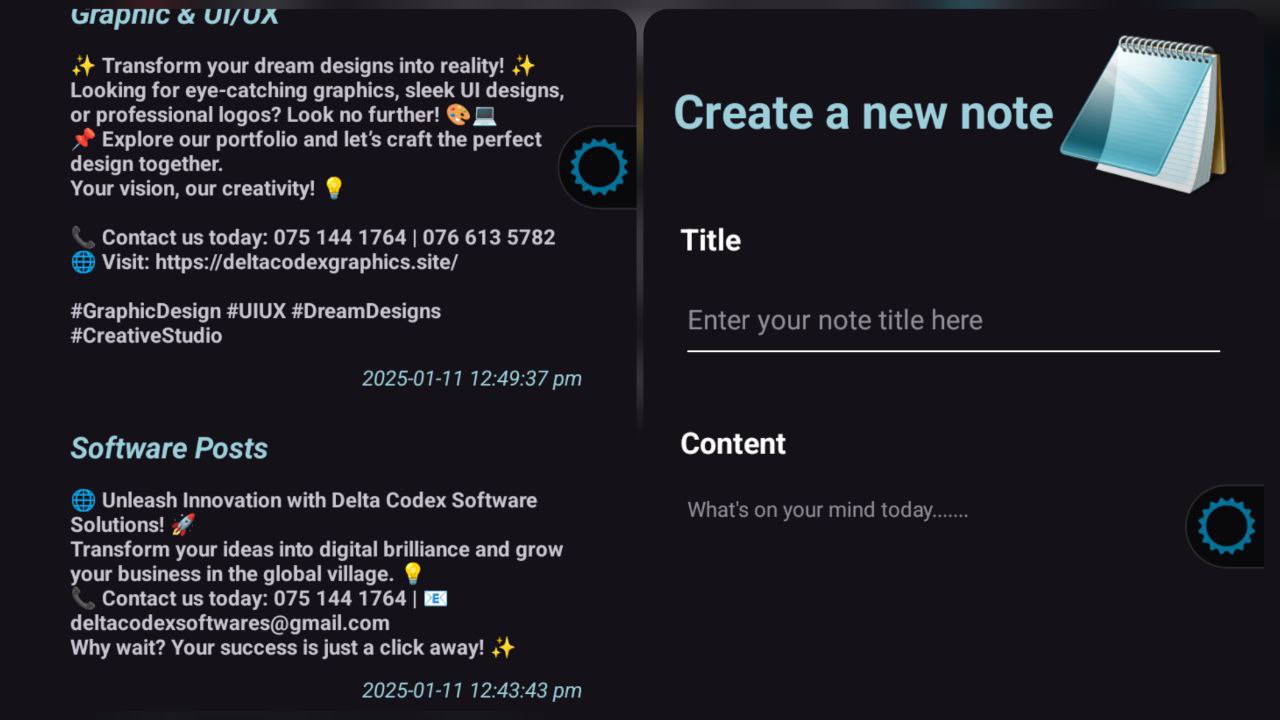 Graphic & UI/UX
✨ Transform your dream designs into reality! ✨
Looking for eye-catching graphics, sleek UI designs,
or professional logos? Look no further! 🎨💻
📌 Explore our portfolio and let’s craft the perfect
design together.
Your vision, our creativity! 💡
📞 Contact us today: 075 144 1764 | 076 613 5782
🌐 Visit: https://deltacodexgraphics.site/
#GraphicDesign #UIUX #DreamDesigns
#CreativeStudio
2025-01-11 12:49:37 pm
Software Posts
🌐 Unleash Innovation with Delta Codex Software
Solutions! 🚀
Transform your ideas into digital brilliance and grow
your business in the global village. 💡
📞 Contact us today: 075 144 1764 | 📧
deltacodexsoftwares@gmail.com
Why wait? Your success is just a click away! ✨
2025-01-11 12:43:43 pm
Create a new note
Title
Enter your note title here
Content
What's on your mind today.......